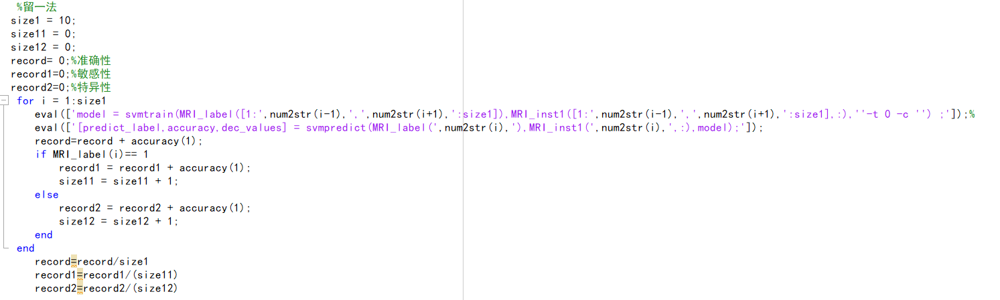 %留一法
size1 = 10;
size11 = 0;
size12 = 0;
record= 0;%准确性
record1=0;%敏感性
record2=0;%特异性
for i = 1:size1
eval(['model = svmtrain(MRI_label([1:',num2str(i-1),',',num2str(i+1),':size1]),MRI_inst1([1:',num2str(i-1),',',num2str(i+1),':size1],:),''-t 0 -c '') ;']);%
eval(['[predict_label,accuracy,dec_values] = svmpredict(MRI_label(',num2str(i),'),MRI_inst1(',num2str(i),',:),model);']);
record=record + accuracy(1);
if MRI_label(i)== 1
record1 = record1 + accuracy(1);
size11 = size11 + 1;
else
record2 = record2 + accuracy(1);
size12 = size12 + 1;
end
end
record=record/size1
record1=record1/(size11)
record2=record2/(size12)